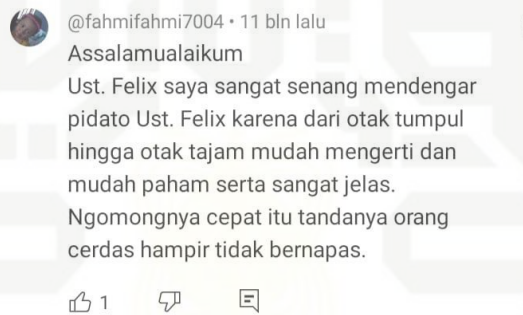 @fahmifahmi7004 • 11 bln lalu
Assalamualaikum
Ust. Felix saya sangat senang mendengar
pidato Ust. Felix karena dari otak tumpul
hingga otak tajam mudah mengerti dan
mudah paham serta sangat jelas.
Ngomongnya cepat itu tandanya orang
cerdas hampir tidak bernapas.
1